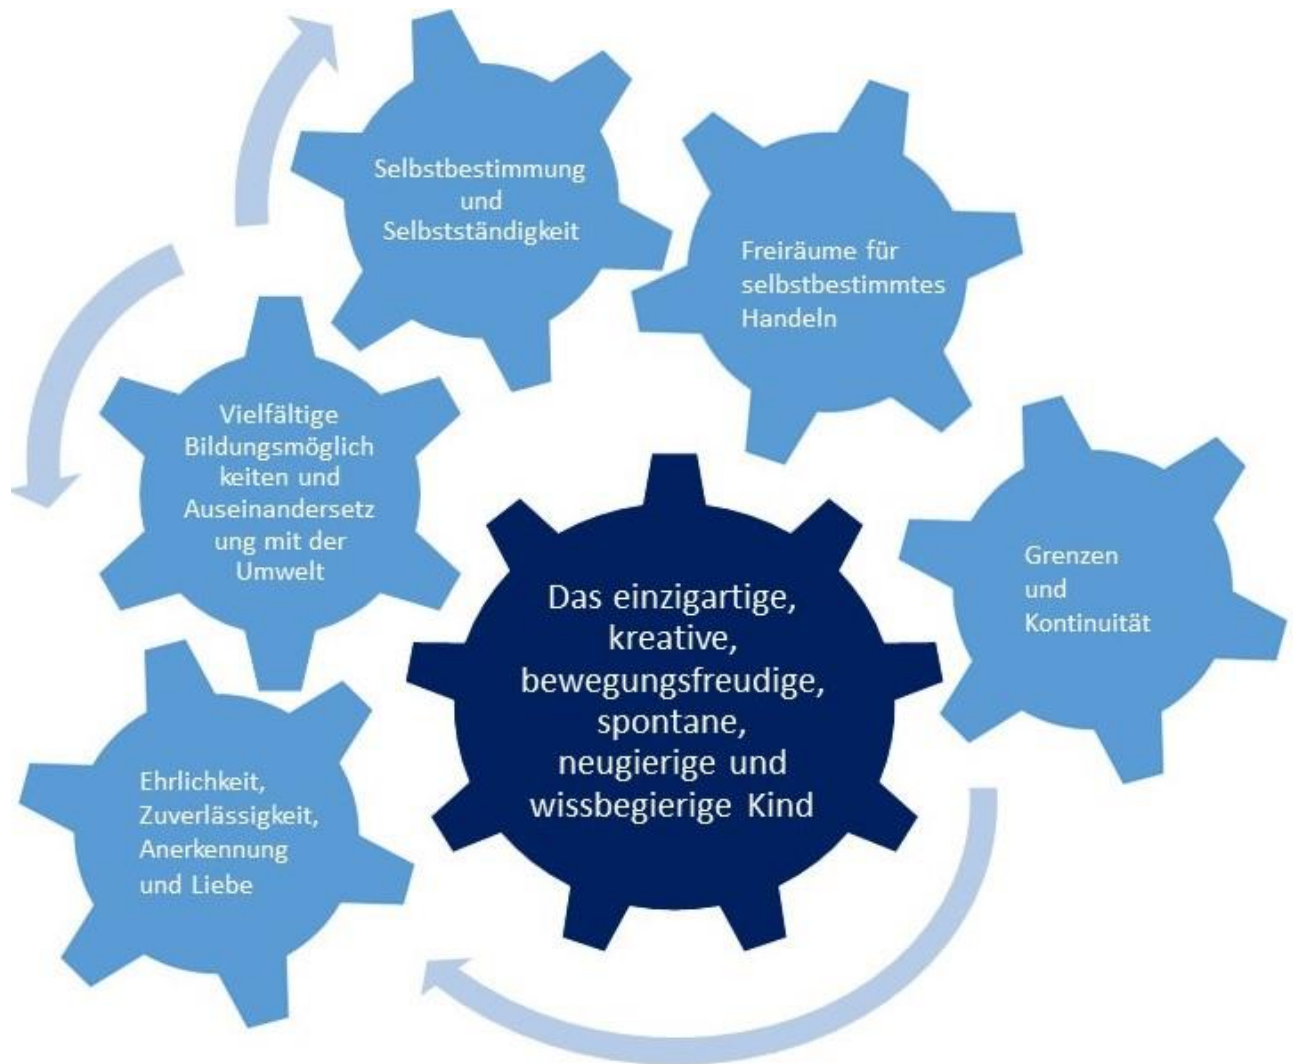 Selbstbestimmung
und
Selbstständigkeit
Freiräume für
selbstbestimmtes
Handeln
Vielfältige
Bildungsmöglich
keiten und
Auseinandersetz
ung mit der
Umwelt
Grenzen
und
Kontinuität
Das einzigartige,
kreative,
bewegungsfreudige,
spontane,
neugierige und
wissbegierige Kind
Ehrlichkeit,
Zuverlässigkeit,
Anerkennung
und Liebe